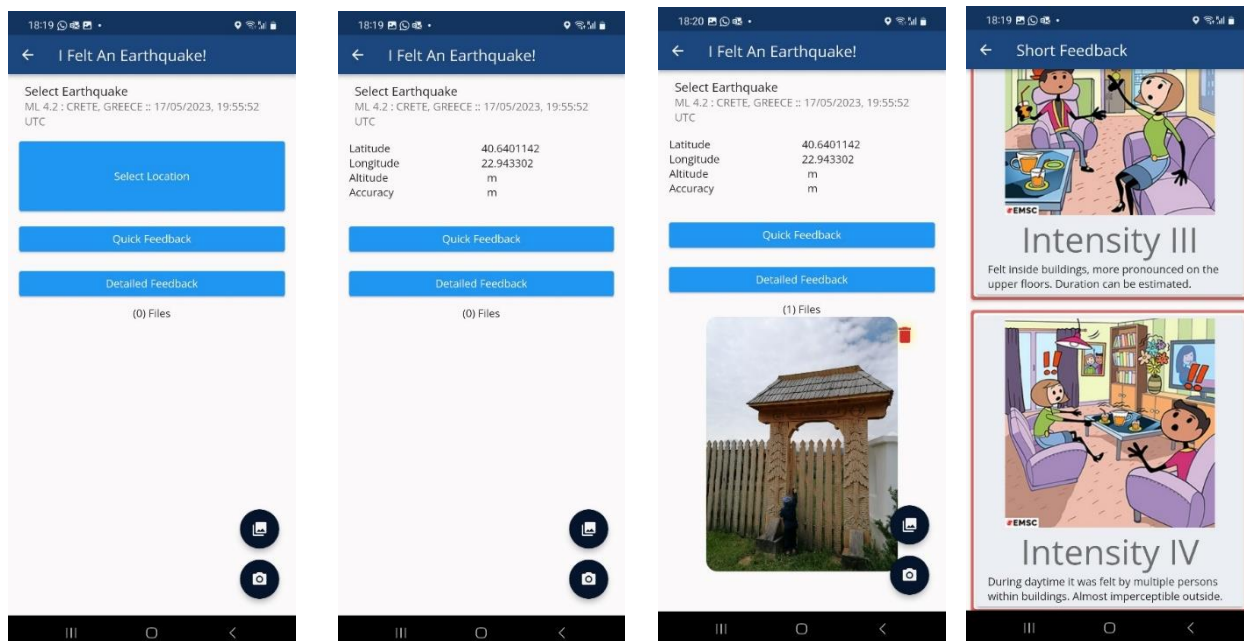 18:19
I Felt An Earthquake!
Select Earthquake
ML 4.2 : CRETE, GREECE :: 17/05/2023, 19:55:52
UTC
Select Location
Quick Feedback
Detailed Feedback
(0) Files
18:19
I Felt An Earthquake!
Select Earthquake
ML 4.2 : CRETE, GREECE :: 17/05/2023, 19:55:52
UTC
Latitude 40.6401142
Longitude 22.943302
Altitude m
Accuracy m
Quick Feedback
Detailed Feedback
(0) Files
18:20
I Felt An Earthquake!
Select Earthquake
ML 4.2 : CRETE, GREECE :: 17/05/2023, 19:55:52
UTC
Latitude 40.6401142
Longitude 22.943302
Altitude m
Accuracy m
Quick Feedback
Detailed Feedback
(1) Files
18:19
Short Feedback
EMSC
Intensity III
Felt inside buildings, more pronounced on the
upper floors. Duration can be estimated.
!! !!
EMSC
Intensity IV
During daytime it was felt by multiple persons
within buildings. Almost imperceptible outside.